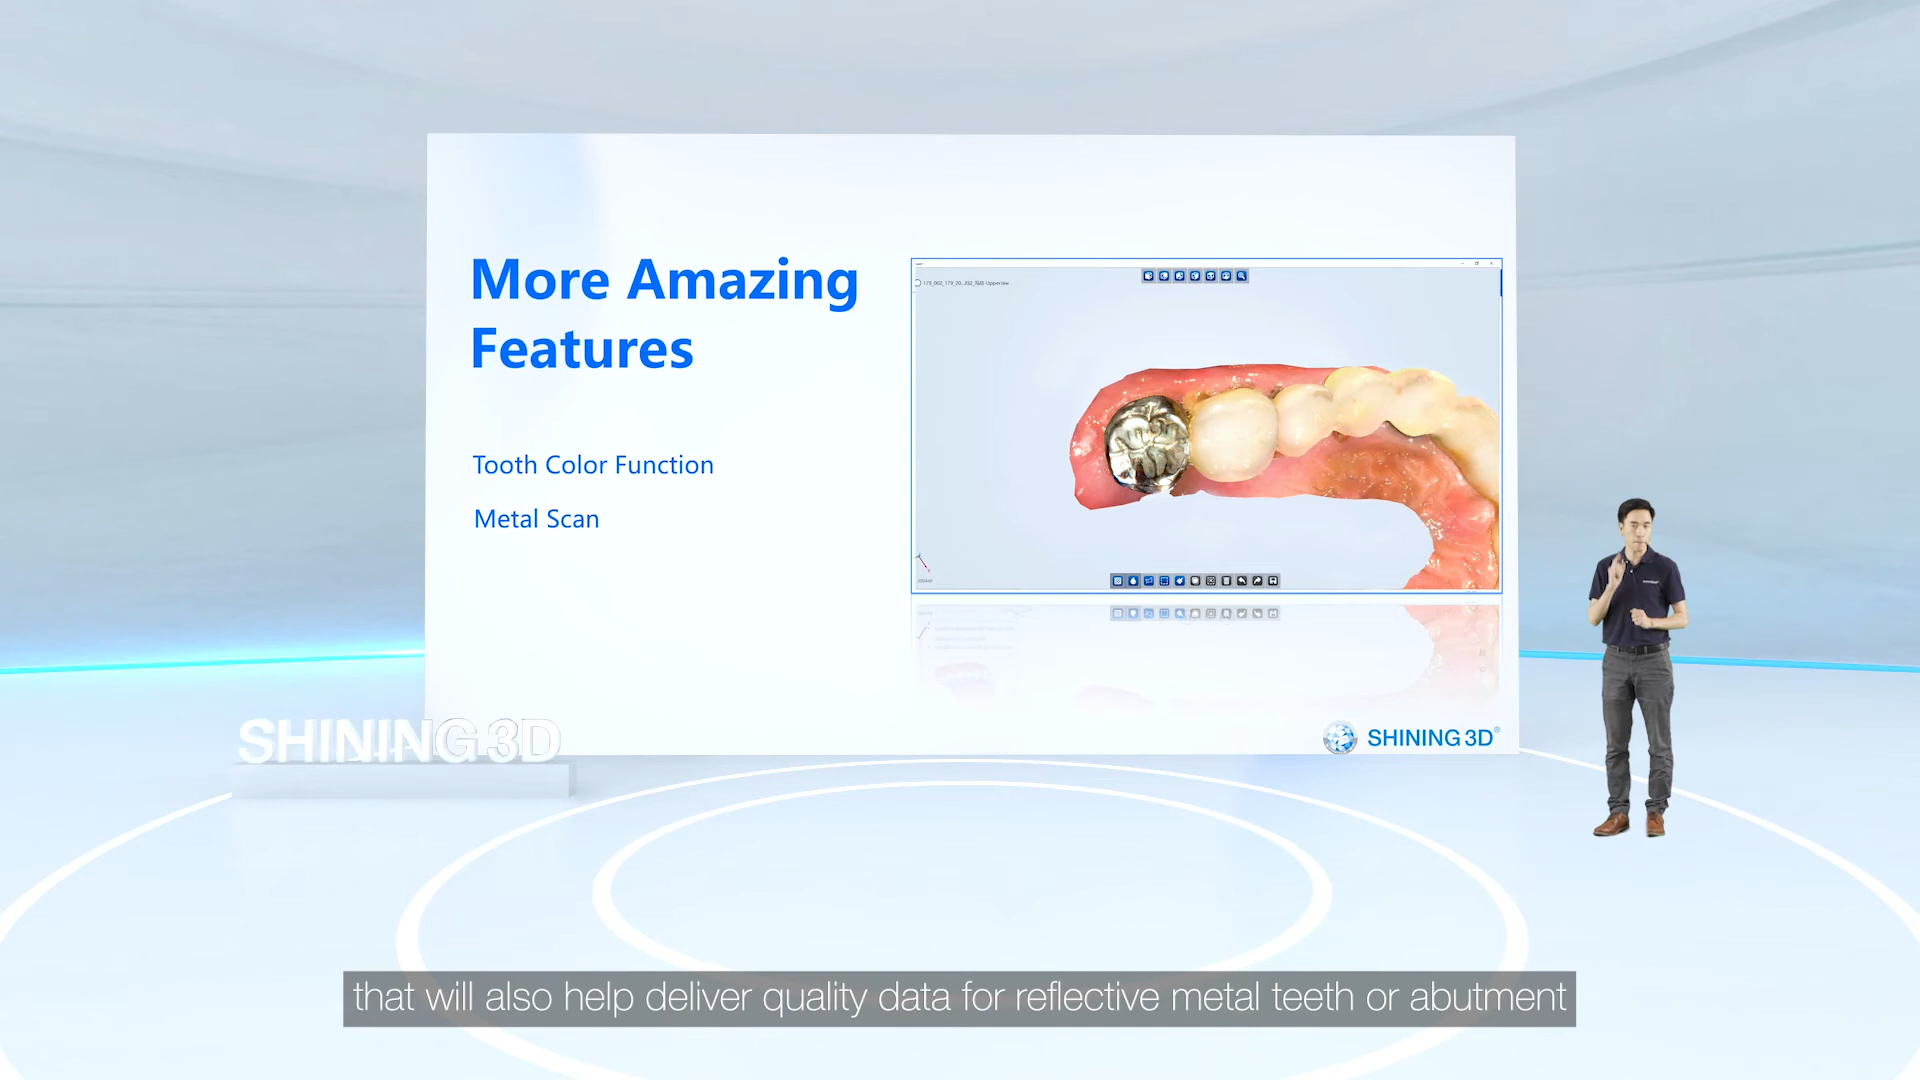 More Amazing
Features
Tooth Color Function
Metal Scan
SHINING 3D
SHINING 3D®
that will also help deliver quality data for reflective metal teeth or abutment